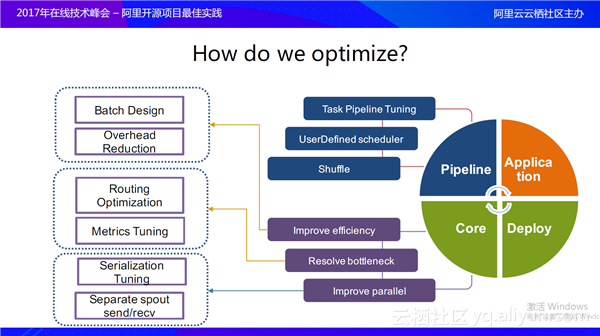 2017年在线技术峰会 – 阿里开源项目最佳实践
阿里云云栖社区主办
How do we optimize?
Batch Design
Overhead
Reduction
Routing
Optimization
Metrics Tuning
Serialization
Tuning
Separate spout
send/recv
Task Pipeline Tuning
UserDefined scheduler
Shuffle
Improve efficiency
Resolve bottleneck
Improve parallel
Pipeline
Applica
tion
Core
Deploy
激活 Windows
云栖社区 yq.aliyun.com